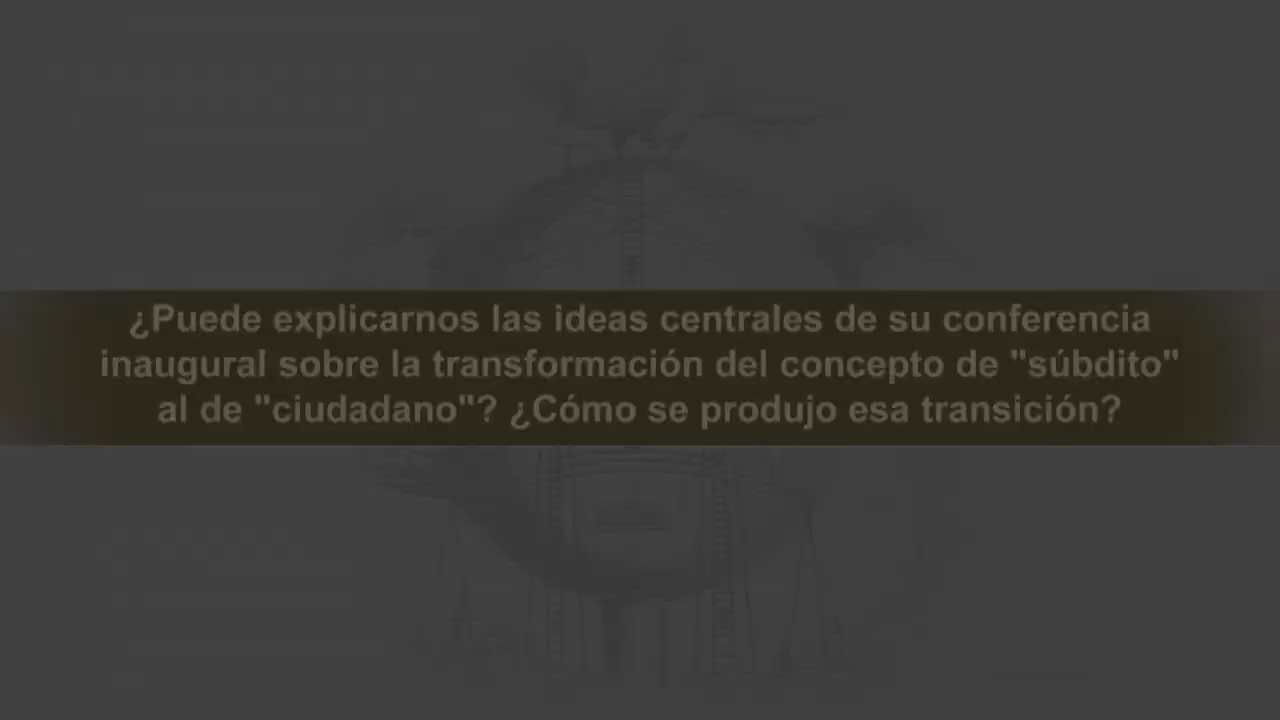 ¿Puede explicarnos las ideas centrales de su conferencia
inaugural sobre la transformación del concepto de "súbdito"
al de "ciudadano"? ¿Cómo se produjo esa transición?